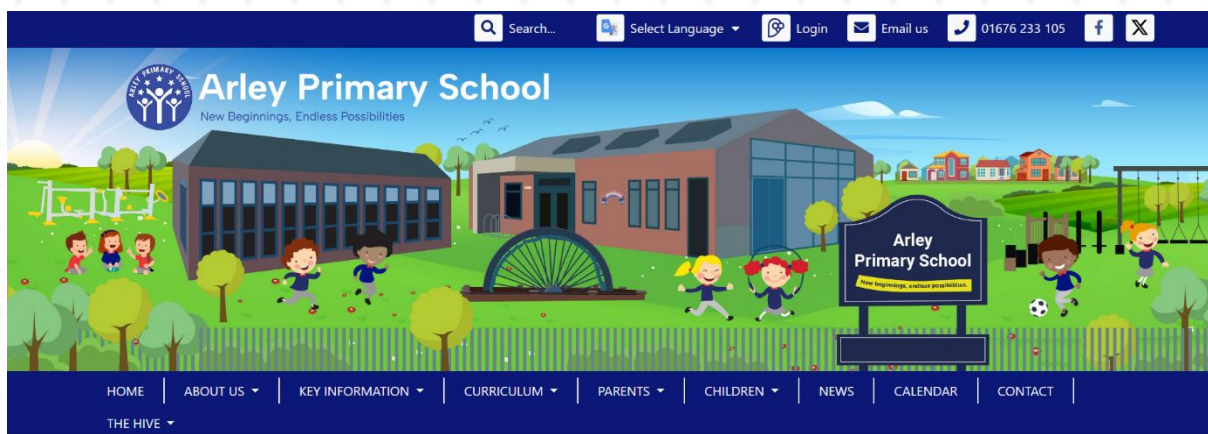 Search... Select Language Login Email us 01676 233 105
ARLEY PRIMARY SCHOOL
Arley Primary School
New Beginnings, Endless Possibilities
Arley
Primary School
New beginnings, endless possibilities.
HOME ABOUT US KEY INFORMATION CURRICULUM PARENTS CHILDREN NEWS CALENDAR CONTACT
THE HIVE